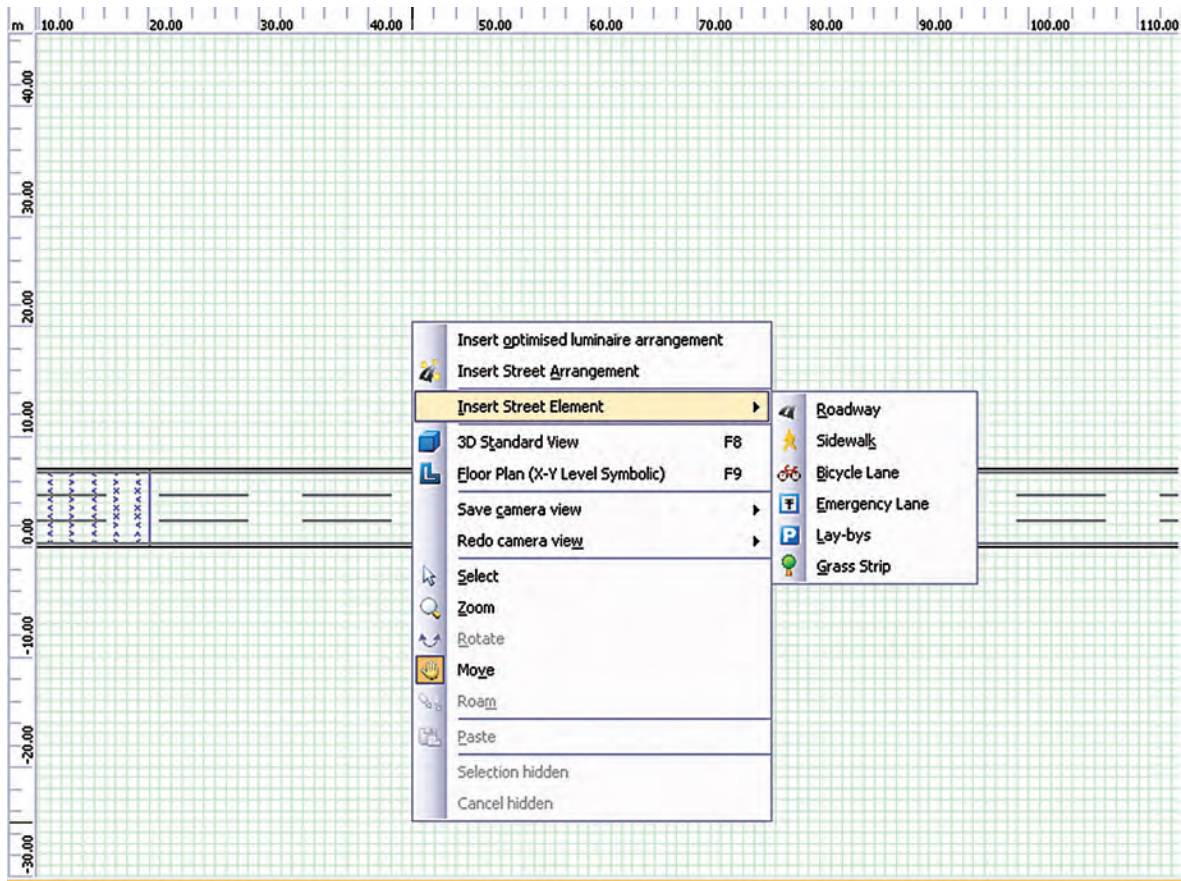 m 10.00 20.00 30.00 40.00 50.00 60.00 70.00 80.00 90.00 100.00 110.00
40.00
30.00
20.00
10.00
0.00
-10.00
-20.00
-30.00
Insert optimised luminaire arrangement
Insert Street Arrangement
Insert Street Element
3D Standard View F8
Floor Plan (X-Y Level Symbolic) F9
Save camera view
Redo camera view
Select
Zoom
Rotate
Move
Roam
Paste
Selection hidden
Cancel hidden
Roadway
Sidewalk
Bicycle Lane
Emergency Lane
P Lay-bys
Grass Strip